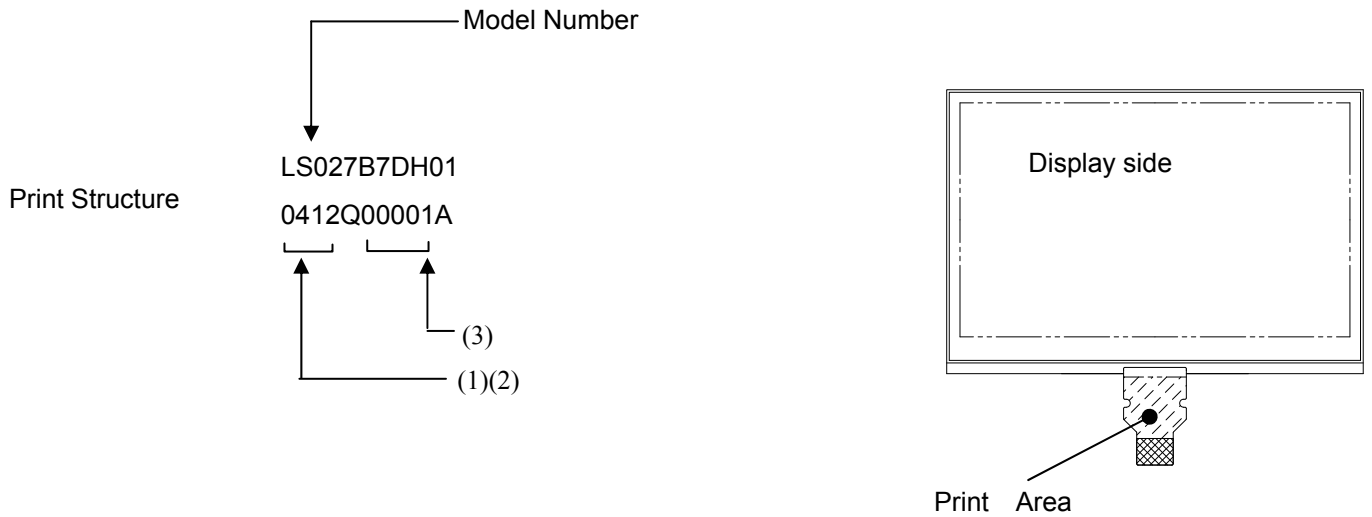 Model Number
Print Structure
LS027B7DH01
0412Q00001A
(3)
(1)(2)
Display side
Print Area